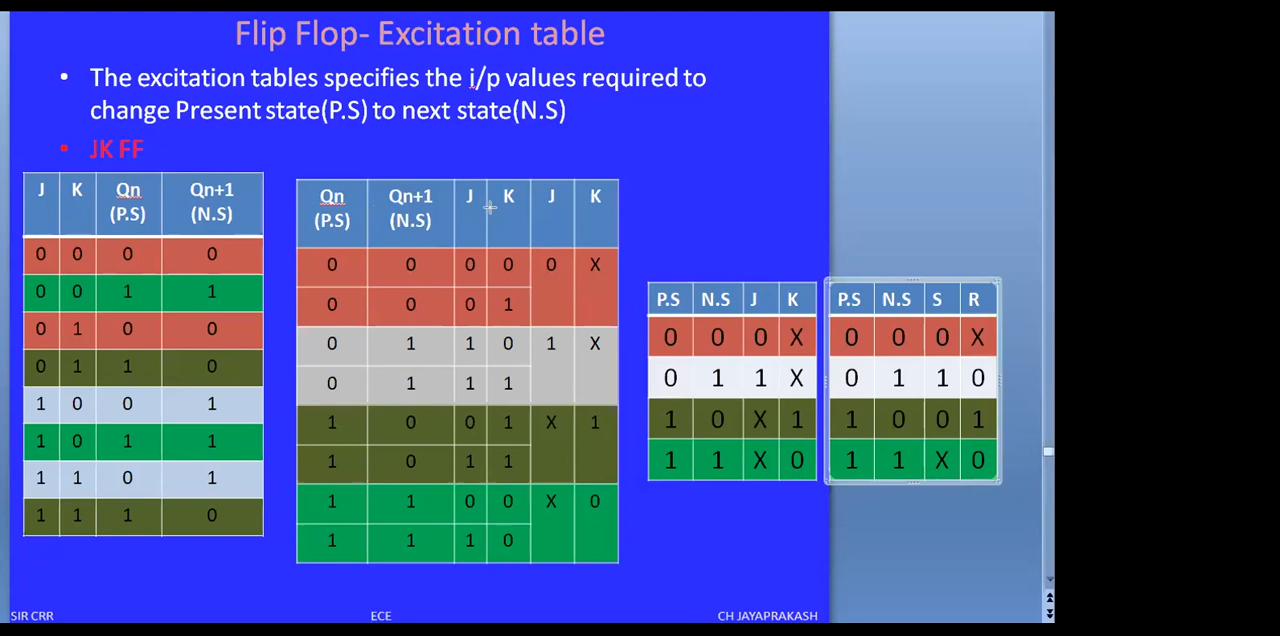 Flip Flop- Excitation table
• The excitation tables specifies the i/p values required to
change Present state(P.S) to next state(N.S)
• JK FF
J K Qn (P.S) Qn+1 (N.S)
0 0 0 0
0 0 1 1
0 1 0 0
0 1 1 0
1 0 0 1
1 0 1 1
1 1 0 1
1 1 1 0
Qn (P.S) Qn+1 (N.S) J K J K
0 0 0 0 0 X
0 0 0 1
0 1 1 0 1 X
0 1 1 1
1 0 0 1 X 1
1 0 1 1
1 1 0 0 X 0
1 1 1 0
P.S N.S J K
0 0 0 X
0 1 1 X
1 0 X 1
1 1 X 0
P.S N.S S R
0 0 0 X
0 1 1 0
1 0 0 1
1 1 X 0
SIR CRR ECE CH JAYAPRAKASH